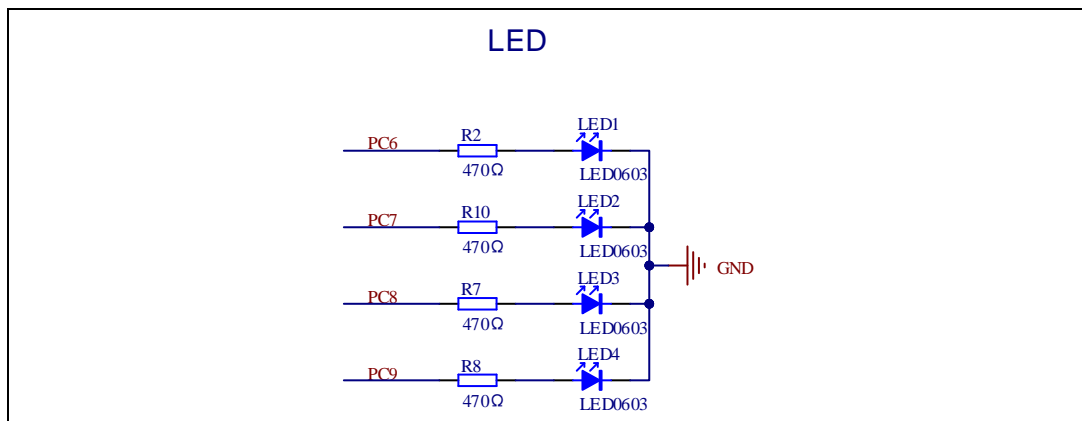 LED
LED1
PC6
R2
470Ω
LED0603
LED2
PC7
R10
470Ω
LED0603
GND
LED3
PC8
R7
470Ω
LED0603
LED4
PC9
R8
470Ω
LED0603